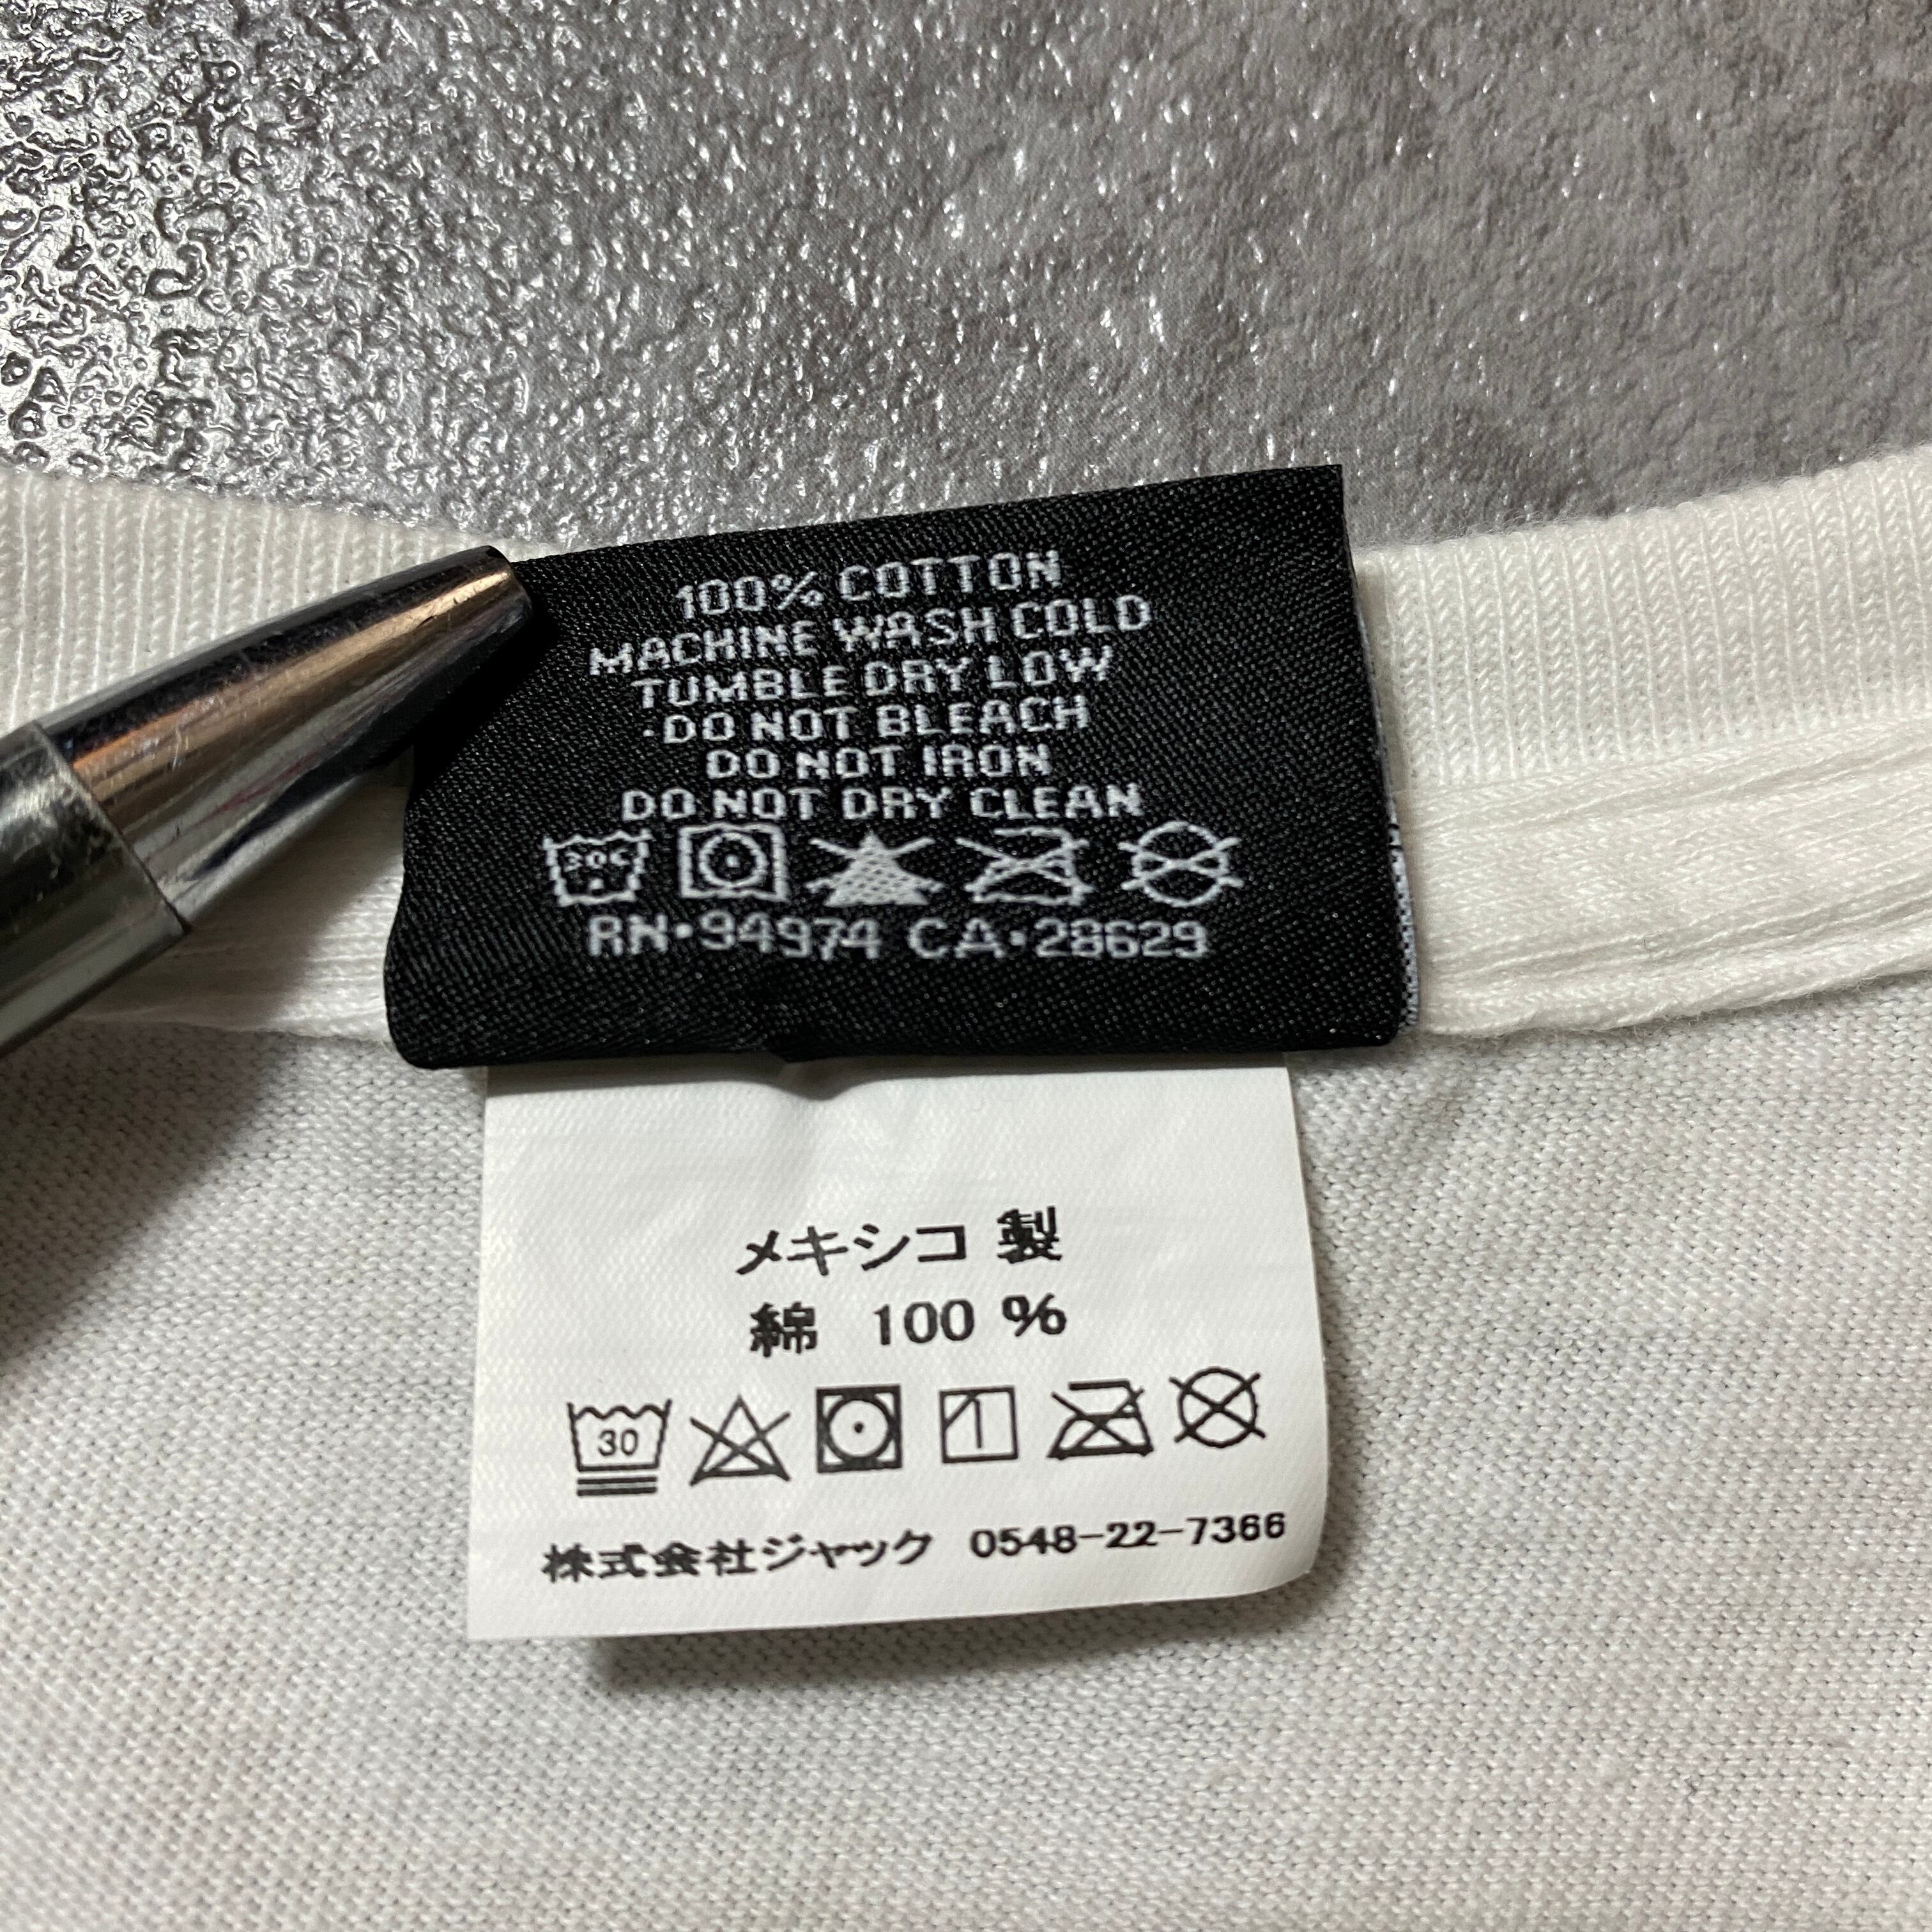 100% COTTON
MACHINE WASH COLD
TUMBLE DRY LOW
·DO NOT BLEACH
DO NOT IRON
DO NOT DRY CLEAN
30c
RN·94974 CA·28629
メキシコ 製
綿 100 %
30
株式会社ジャック 0548-22-7366